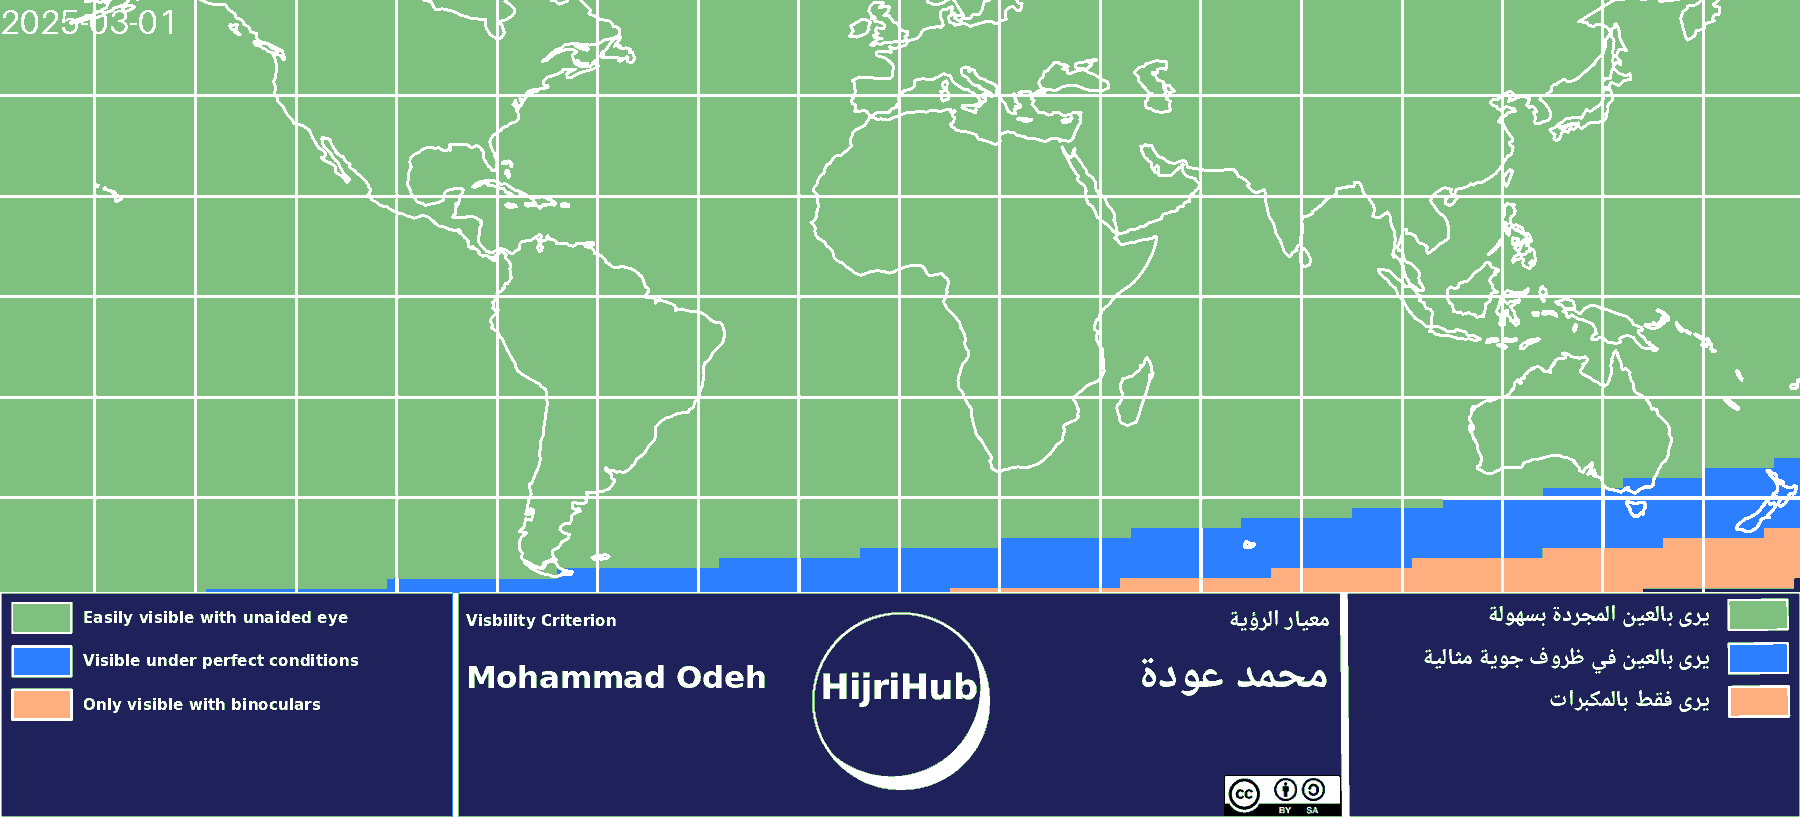 2025-03-01
Easily visible with unaided eye
Visible under perfect conditions
Only visible with binoculars
Visbility Criterion
Mohammad Odeh
HijriHub
معيار الرؤية
محمد عودة
cc
BY SA
يرى بالعين المجردة بسهولة
يرى بالعين في ظروف جوية مثالية
يرى فقط بالمكبرات